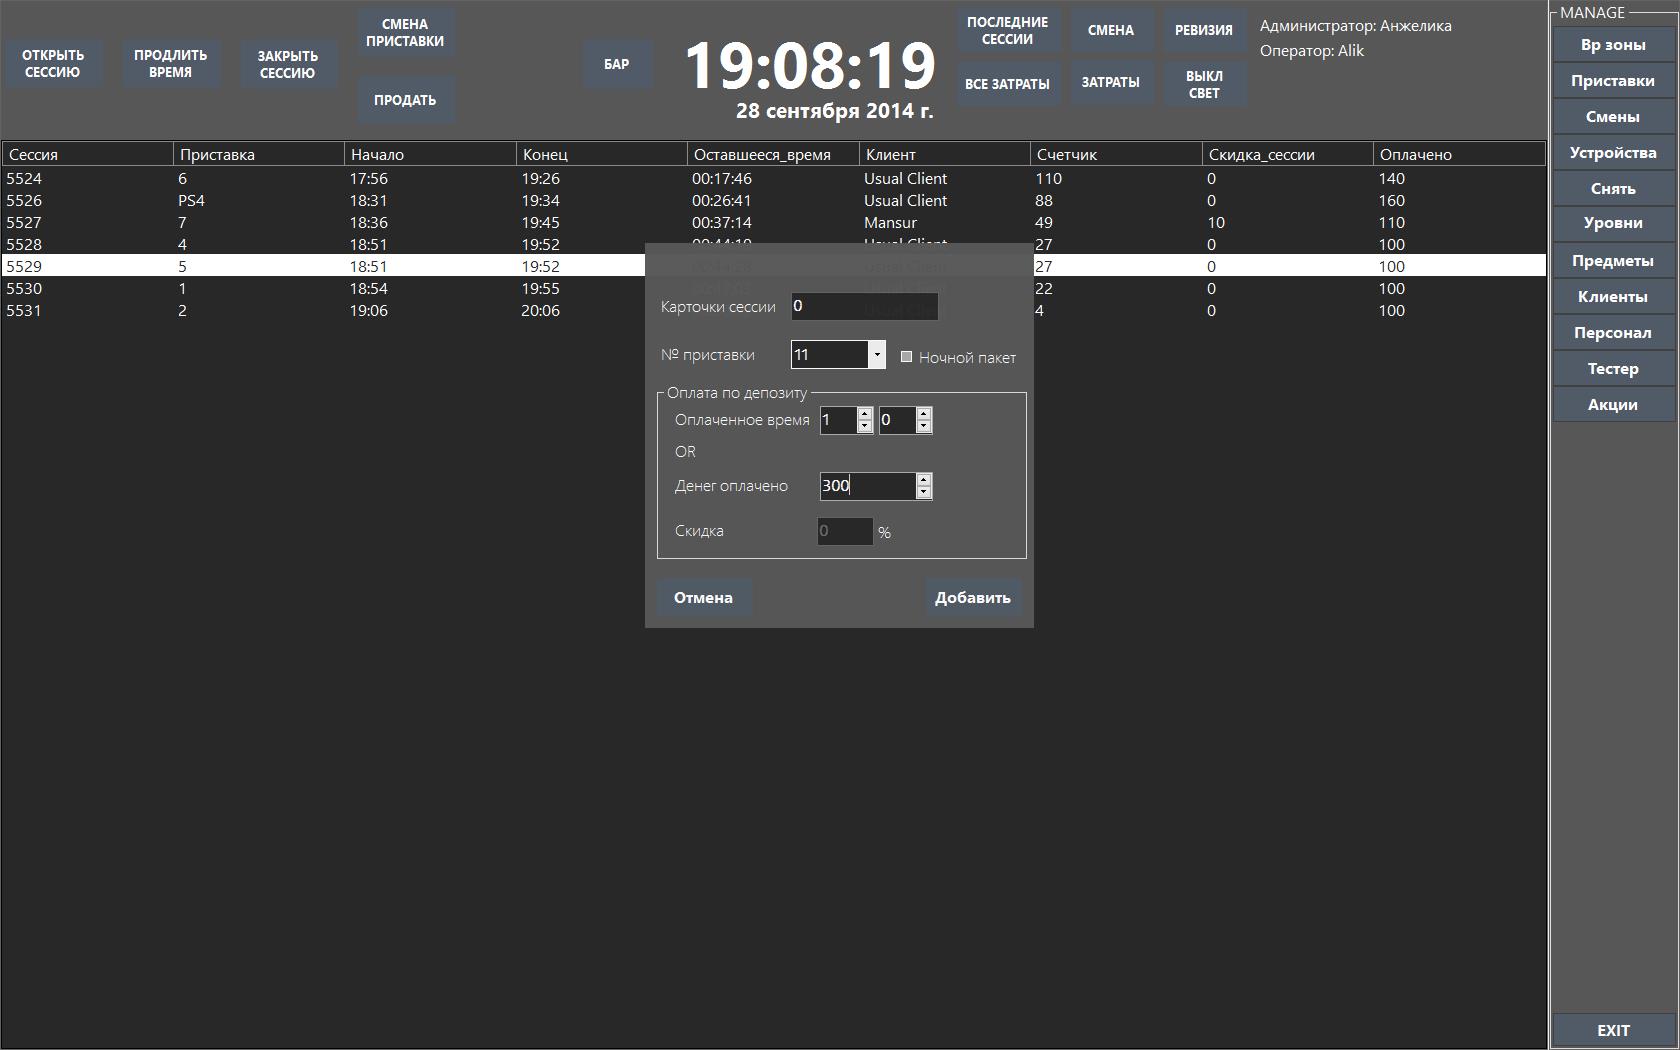 ОТКРЫТЬ
СЕССИЮ
ПРОДЛИТЬ
ВРЕМЯ
ЗАКРЫТЬ
СЕССИЮ
СМЕНА
ПРИСТАВКИ
ПРОДАТЬ
БАР
19:08:19
28 сентября 2014 г.
ПОСЛЕДНИЕ
СЕССИИ
СМЕНА
РЕВИЗИЯ
ВСЕ ЗАТРАТЫ
ЗАТРАТЫ
ВЫКЛ
СВЕТ
Администратор: Анжелика
Оператор: Alik
Сессия Приставка Начало Конец Оставшееся_время Клиент Счетчик Скидка_сессии Оплачено
5524 6 17:56 19:26 00:17:46 Usual Client 110 0 140
5526 PS4 18:31 19:34 00:26:41 Usual Client 88 0 160
5527 7 18:36 19:45 00:37:14 Mansur 49 10 110
5528 4 18:51 19:52 27 0 100
5529 5 18:51 19:52 27 0 100
5530 1 18:54 19:55 22 0 100
5531 2 19:06 20:06 4 0 100
Карточки сессии 0
№ приставки 11 Ночной пакет
Оплата по депозиту
Оплаченное время 1 0
OR
Денег оплачено 300
Скидка 0 %
Отмена Добавить
MANAGE
Вр зоны
Приставки
Смены
Устройства
Снять
Уровни
Предметы
Клиенты
Персонал
Тестер
Акции
EXIT